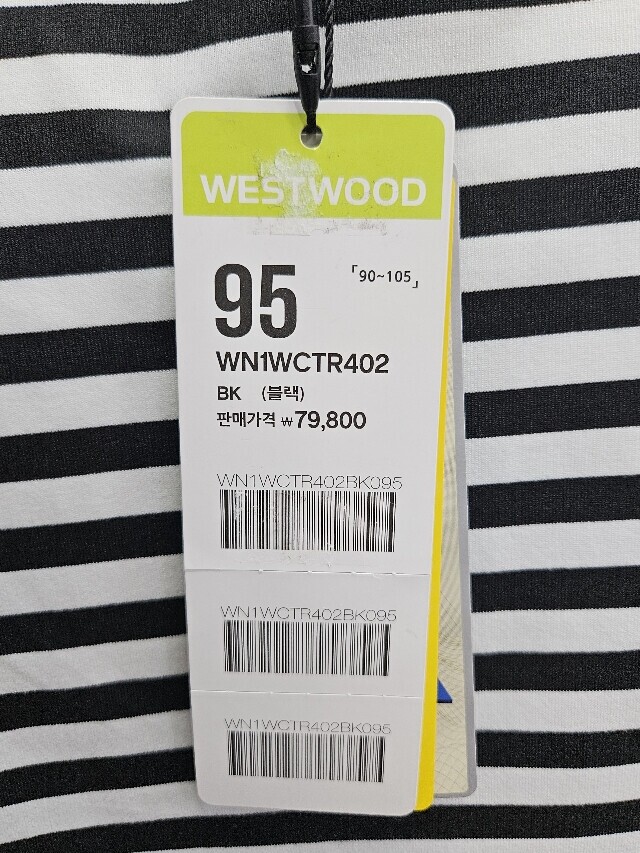 WESTWOOD
95 「90~105」
WN1WCTR402
BK (블랙)
판매가격 ₩79,800
WN1WCTR402BK095
WN1WCTR402BK095
WN1WCTR402BK095